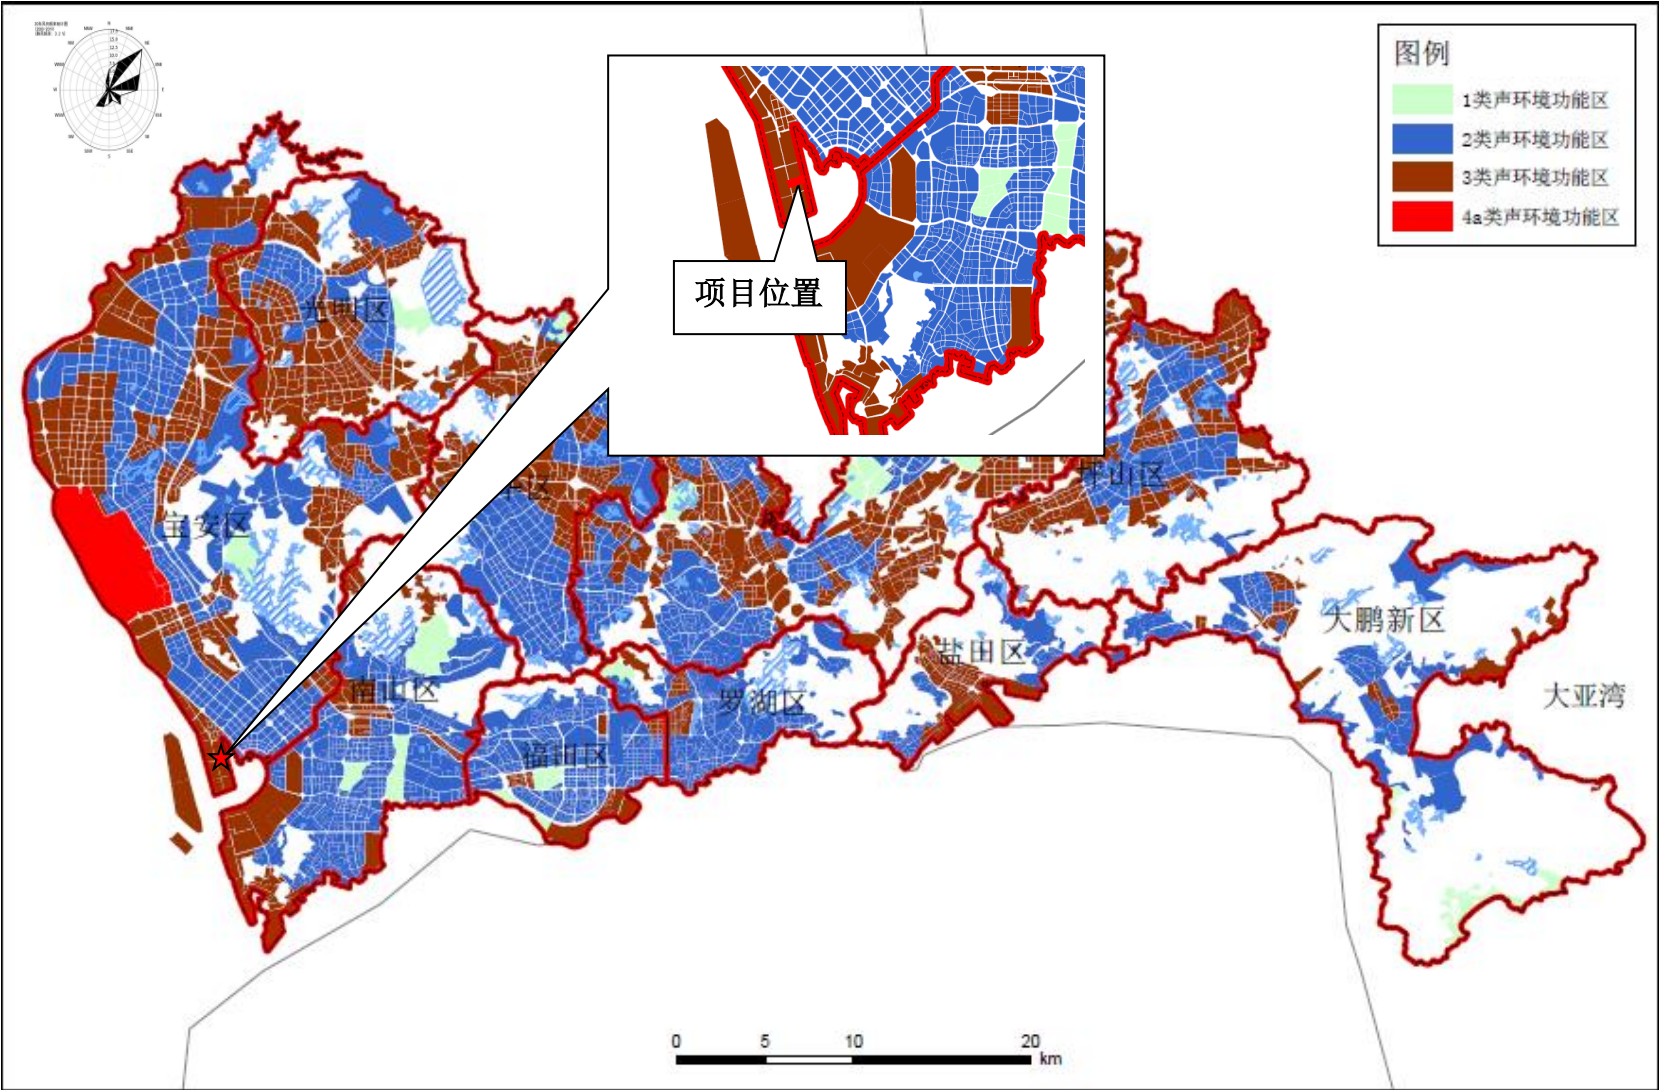 图例
1类声环境功能区
2类声环境功能区
3类声环境功能区
4a类声环境功能区
项目位置
光明区
宝安区
坪山区
南山区
福田区
罗湖区
盐田区
大鹏新区
大亚湾
0 5 10 20 km